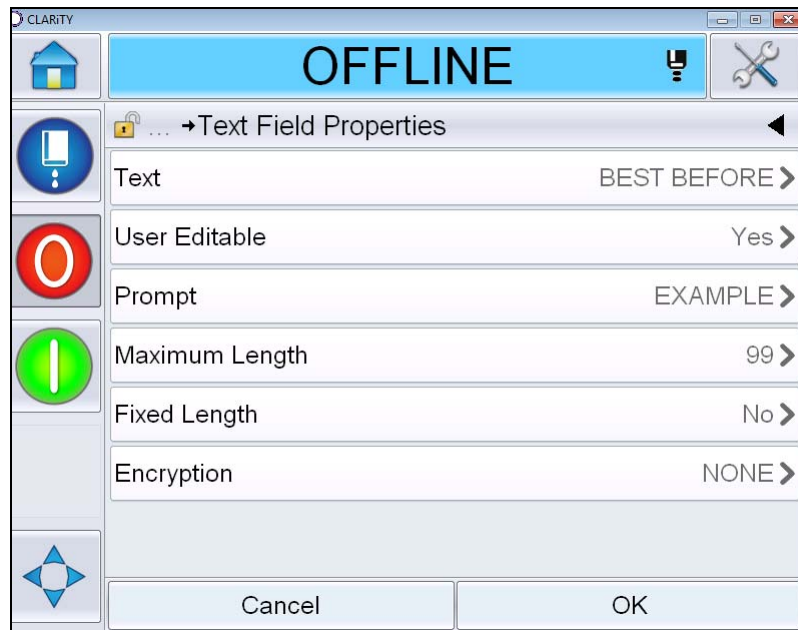 CLARiTY
OFFLINE
... →Text Field Properties
Text BEST BEFORE
User Editable Yes
Prompt EXAMPLE
Maximum Length 99
Fixed Length No
Encryption NONE
Cancel OK